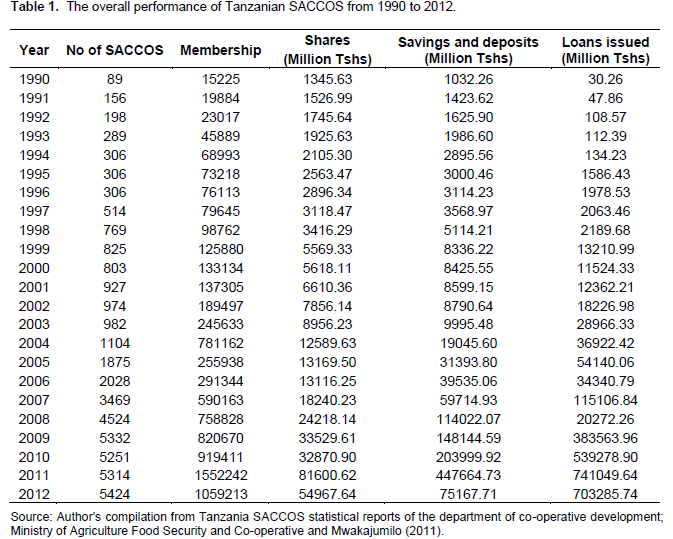 Table 1. The overall performance of Tanzanian SACCOS from 1990 to 2012.
Year No of SACCOS Membership Shares (Million Tshs) Savings and deposits (Million Tshs) Loans issued (Million Tshs)
1990 89 15225 1345.63 1032.26 30.26
1991 156 19884 1526.99 1423.62 47.86
1992 198 23017 1745.64 1625.90 108.57
1993 289 45889 1925.63 1986.60 112.39
1994 306 68993 2105.30 2895.56 134.23
1995 306 73218 2563.47 3000.46 1586.43
1996 306 76113 2896.34 3114.23 1978.53
1997 514 79645 3118.47 3568.97 2063.46
1998 769 98762 3416.29 5114.21 2189.68
1999 825 125880 5569.33 8336.22 13210.99
2000 803 133134 5618.11 8425.55 11524.33
2001 927 137305 6610.36 8599.15 12362.21
2002 974 189497 7856.14 8790.64 18226.98
2003 982 245633 8956.23 9995.48 28966.33
2004 1104 781162 12589.63 19045.60 36922.42
2005 1875 255938 13169.50 31393.80 54140.06
2006 2028 291344 13116.25 39535.06 34340.79
2007 3469 590163 18240.23 59714.93 115106.84
2008 4524 758828 24218.14 114022.07 20272.26
2009 5332 820670 33529.61 148144.59 383563.96
2010 5251 919411 32870.90 203999.92 539278.90
2011 5314 1552242 81600.62 447664.73 741049.64
2012 5424 1059213 54967.64 75167.71 703285.74
Source: Author's compilation from Tanzania SACCOS statistical reports of the department of co-operative development;
Ministry of Agriculture Food Security and Co-operative and Mwakajumilo (2011).